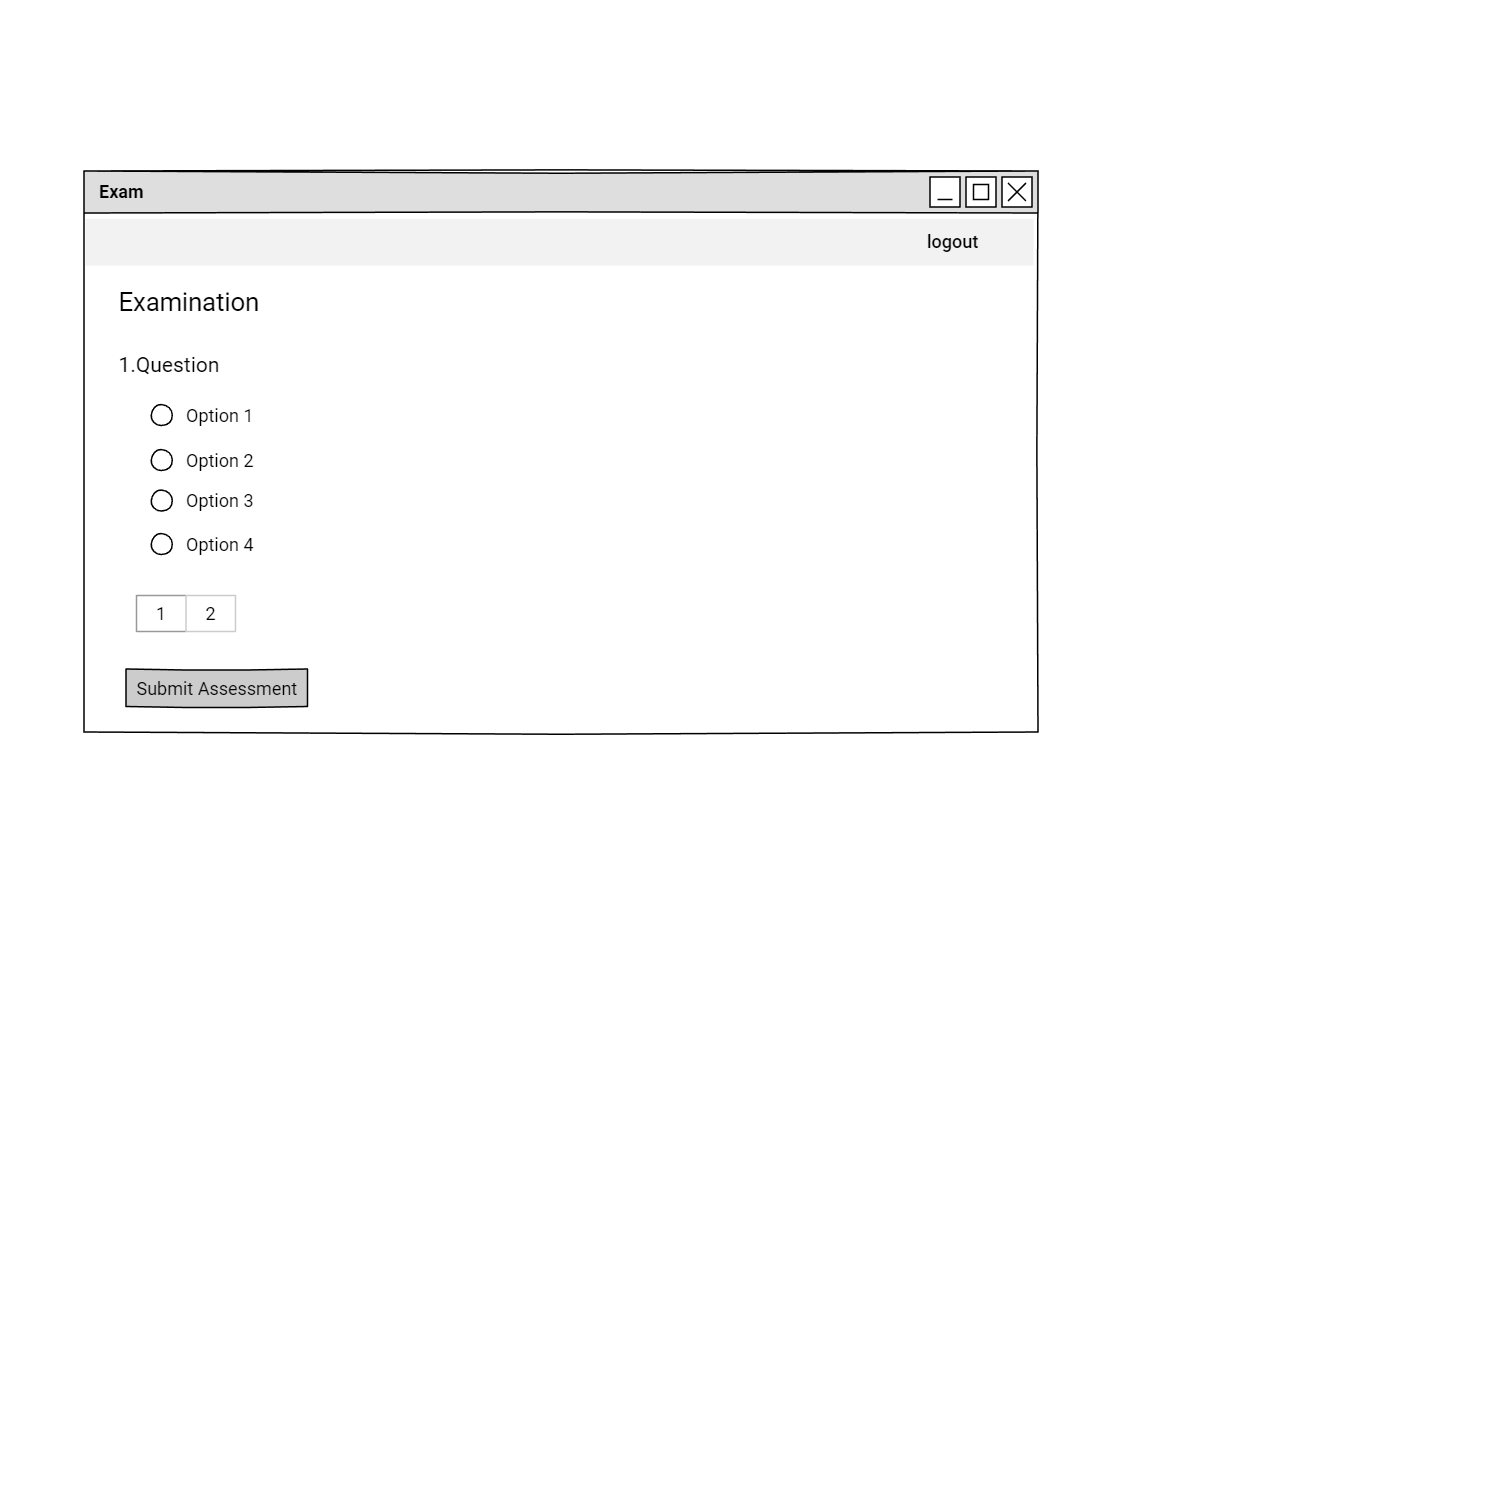 Exam
logout
Examination
1.Question
Option 1
Option 2
Option 3
Option 4
1 2
Submit Assessment